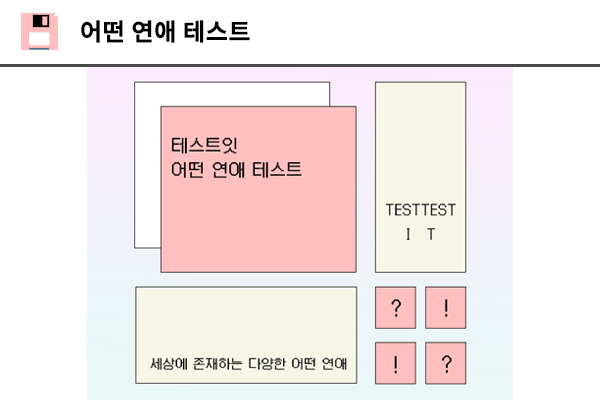 어떤 연애 테스트
테스트잇
어떤 연애 테스트
TESTTEST
I T
세상에 존재하는 다양한 어떤 연애
? !
! ?